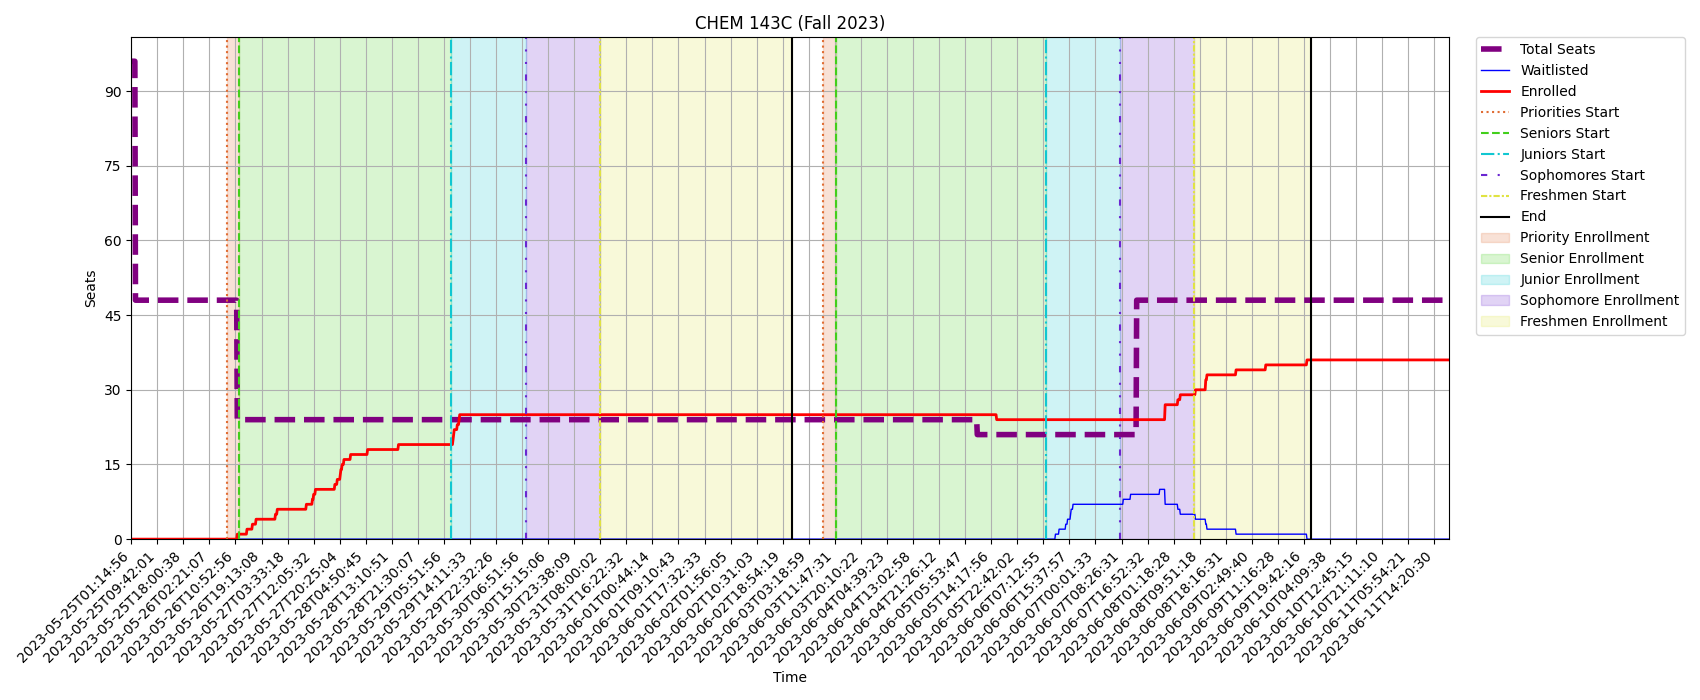 CHEM 143C (Fall 2023)
Seats
90
75
60
45
30
15
0
2023-05-25T01:14:56
2023-05-25T09:42:01
2023-05-25T18:00:38
2023-05-26T02:21:07
2023-05-26T10:52:56
2023-05-26T19:13:08
2023-05-27T03:33:18
2023-05-27T12:05:32
2023-05-27T20:25:04
2023-05-28T04:50:45
2023-05-28T13:10:51
2023-05-28T21:30:07
2023-05-29T05:51:56
2023-05-29T14:11:33
2023-05-29T22:32:26
2023-05-30T06:51:56
2023-05-30T15:15:06
2023-05-30T23:38:09
2023-05-31T08:00:02
2023-05-31T16:22:32
2023-06-01T00:44:14
2023-06-01T09:10:43
2023-06-01T17:32:33
2023-06-02T01:56:05
2023-06-02T10:31:03
2023-06-02T18:54:19
2023-06-03T03:18:59
2023-06-03T11:47:31
2023-06-03T20:10:22
2023-06-04T04:39:23
2023-06-04T13:02:58
2023-06-04T21:26:12
2023-06-05T05:53:47
2023-06-05T14:17:56
2023-06-05T22:42:02
2023-06-06T07:12:55
2023-06-06T15:37:57
2023-06-07T00:01:33
2023-06-07T08:26:31
2023-06-07T16:52:32
2023-06-08T01:18:28
2023-06-08T09:51:18
2023-06-08T18:16:31
2023-06-09T02:49:40
2023-06-09T11:16:28
2023-06-09T19:42:16
2023-06-10T04:09:38
2023-06-10T12:45:15
2023-06-10T21:11:10
2023-06-11T05:54:21
2023-06-11T14:20:30
Time
Total Seats
Waitlisted
Enrolled
Priorities Start
Seniors Start
Juniors Start
Sophomores Start
Freshmen Start
End
Priority Enrollment
Senior Enrollment
Junior Enrollment
Sophomore Enrollment
Freshmen Enrollment